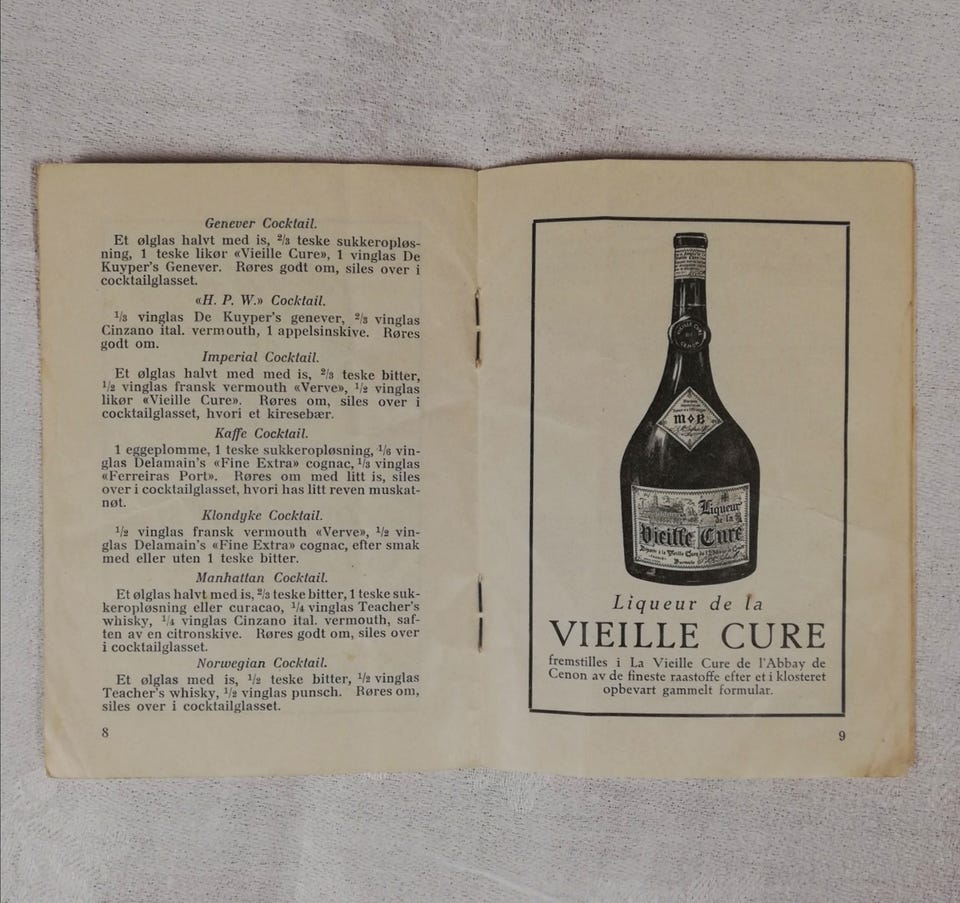 Genever Cocktail.
Et ølglas halvt med is, 2/3 teske sukkeropløs-
ning, 1 teske likør «Vieille Cure», 1 vinglas De
Kuyper's Genever. Røres godt om, siles over i
cocktailglasset.
«H. P. W.» Cocktail.
1/3 vinglas De Kuyper's genever, 2/3 vinglas
Cinzano ital. vermouth, 1 appelsinskive. Røres
godt om.
Imperial Cocktail.
Et ølglas halvt med med is, 2/3 teske bitter,
1/2 vinglas fransk vermouth «Verve», 1/2 vinglas
likør «Vieille Cure». Røres om, siles over i
cocktailglasset, hvori et kiresebær.
Kaffe Cocktail.
1 eggeplomme, 1 teske sukkeropløsning, 1/6 vin-
glas Delamain's «Fine Extra» cognac, 1/3 vinglas
«Ferreiras Port». Røres om med litt is, siles
over i cocktailglasset, hvori has litt reven muskat-
nøt.
Klondyke Cocktail.
1/2 vinglas fransk vermouth «Verve», 1/2 vin-
glas Delamain's «Fine Extra» cognac, efter smak
med eller uten 1 teske bitter.
Manhattan Cocktail.
Et ølglas halvt med is, 2/3 teske bitter, 1 teske suk-
keropløsning eller curacao, 1/4 vinglas Teacher's
whisky, 1/4 vinglas Cinzano ital. vermouth, saf-
ten av en citronskive. Røres godt om, siles over
i cocktailglasset.
Norwegian Cocktail.
Et ølglas med is, 1/2 teske bitter, 1/2 vinglas
Teacher's whisky, 1/2 vinglas punsch. Røres om,
siles over i cocktailglasset.
8
VIEILLE CURE
CENON
M B
Liqueur
de la
Vieille Cure
Liqueur de la
VIEILLE CURE
fremstilles i La Vieille Cure de l'Abbay de
Cenon av de fineste raastoffe efter et i klosteret
opbevart gammelt formular.
9